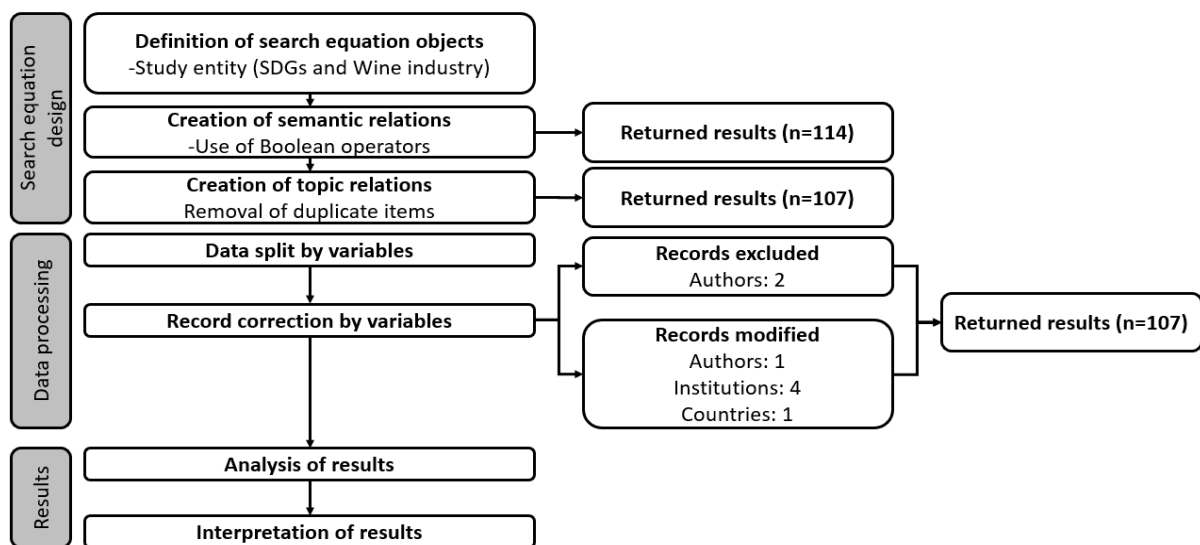 Search equation
design
Definition of search equation objects
-Study entity (SDGs and Wine industry)
Creation of semantic relations
-Use of Boolean operators
Returned results (n=114)
Creation of topic relations
Removal of duplicate items
Returned results (n=107)
Data processing
Data split by variables
Record correction by variables
Records excluded
Authors: 2
Records modified
Authors: 1
Institutions: 4
Countries: 1
Returned results (n=107)
Results
Analysis of results
Interpretation of results